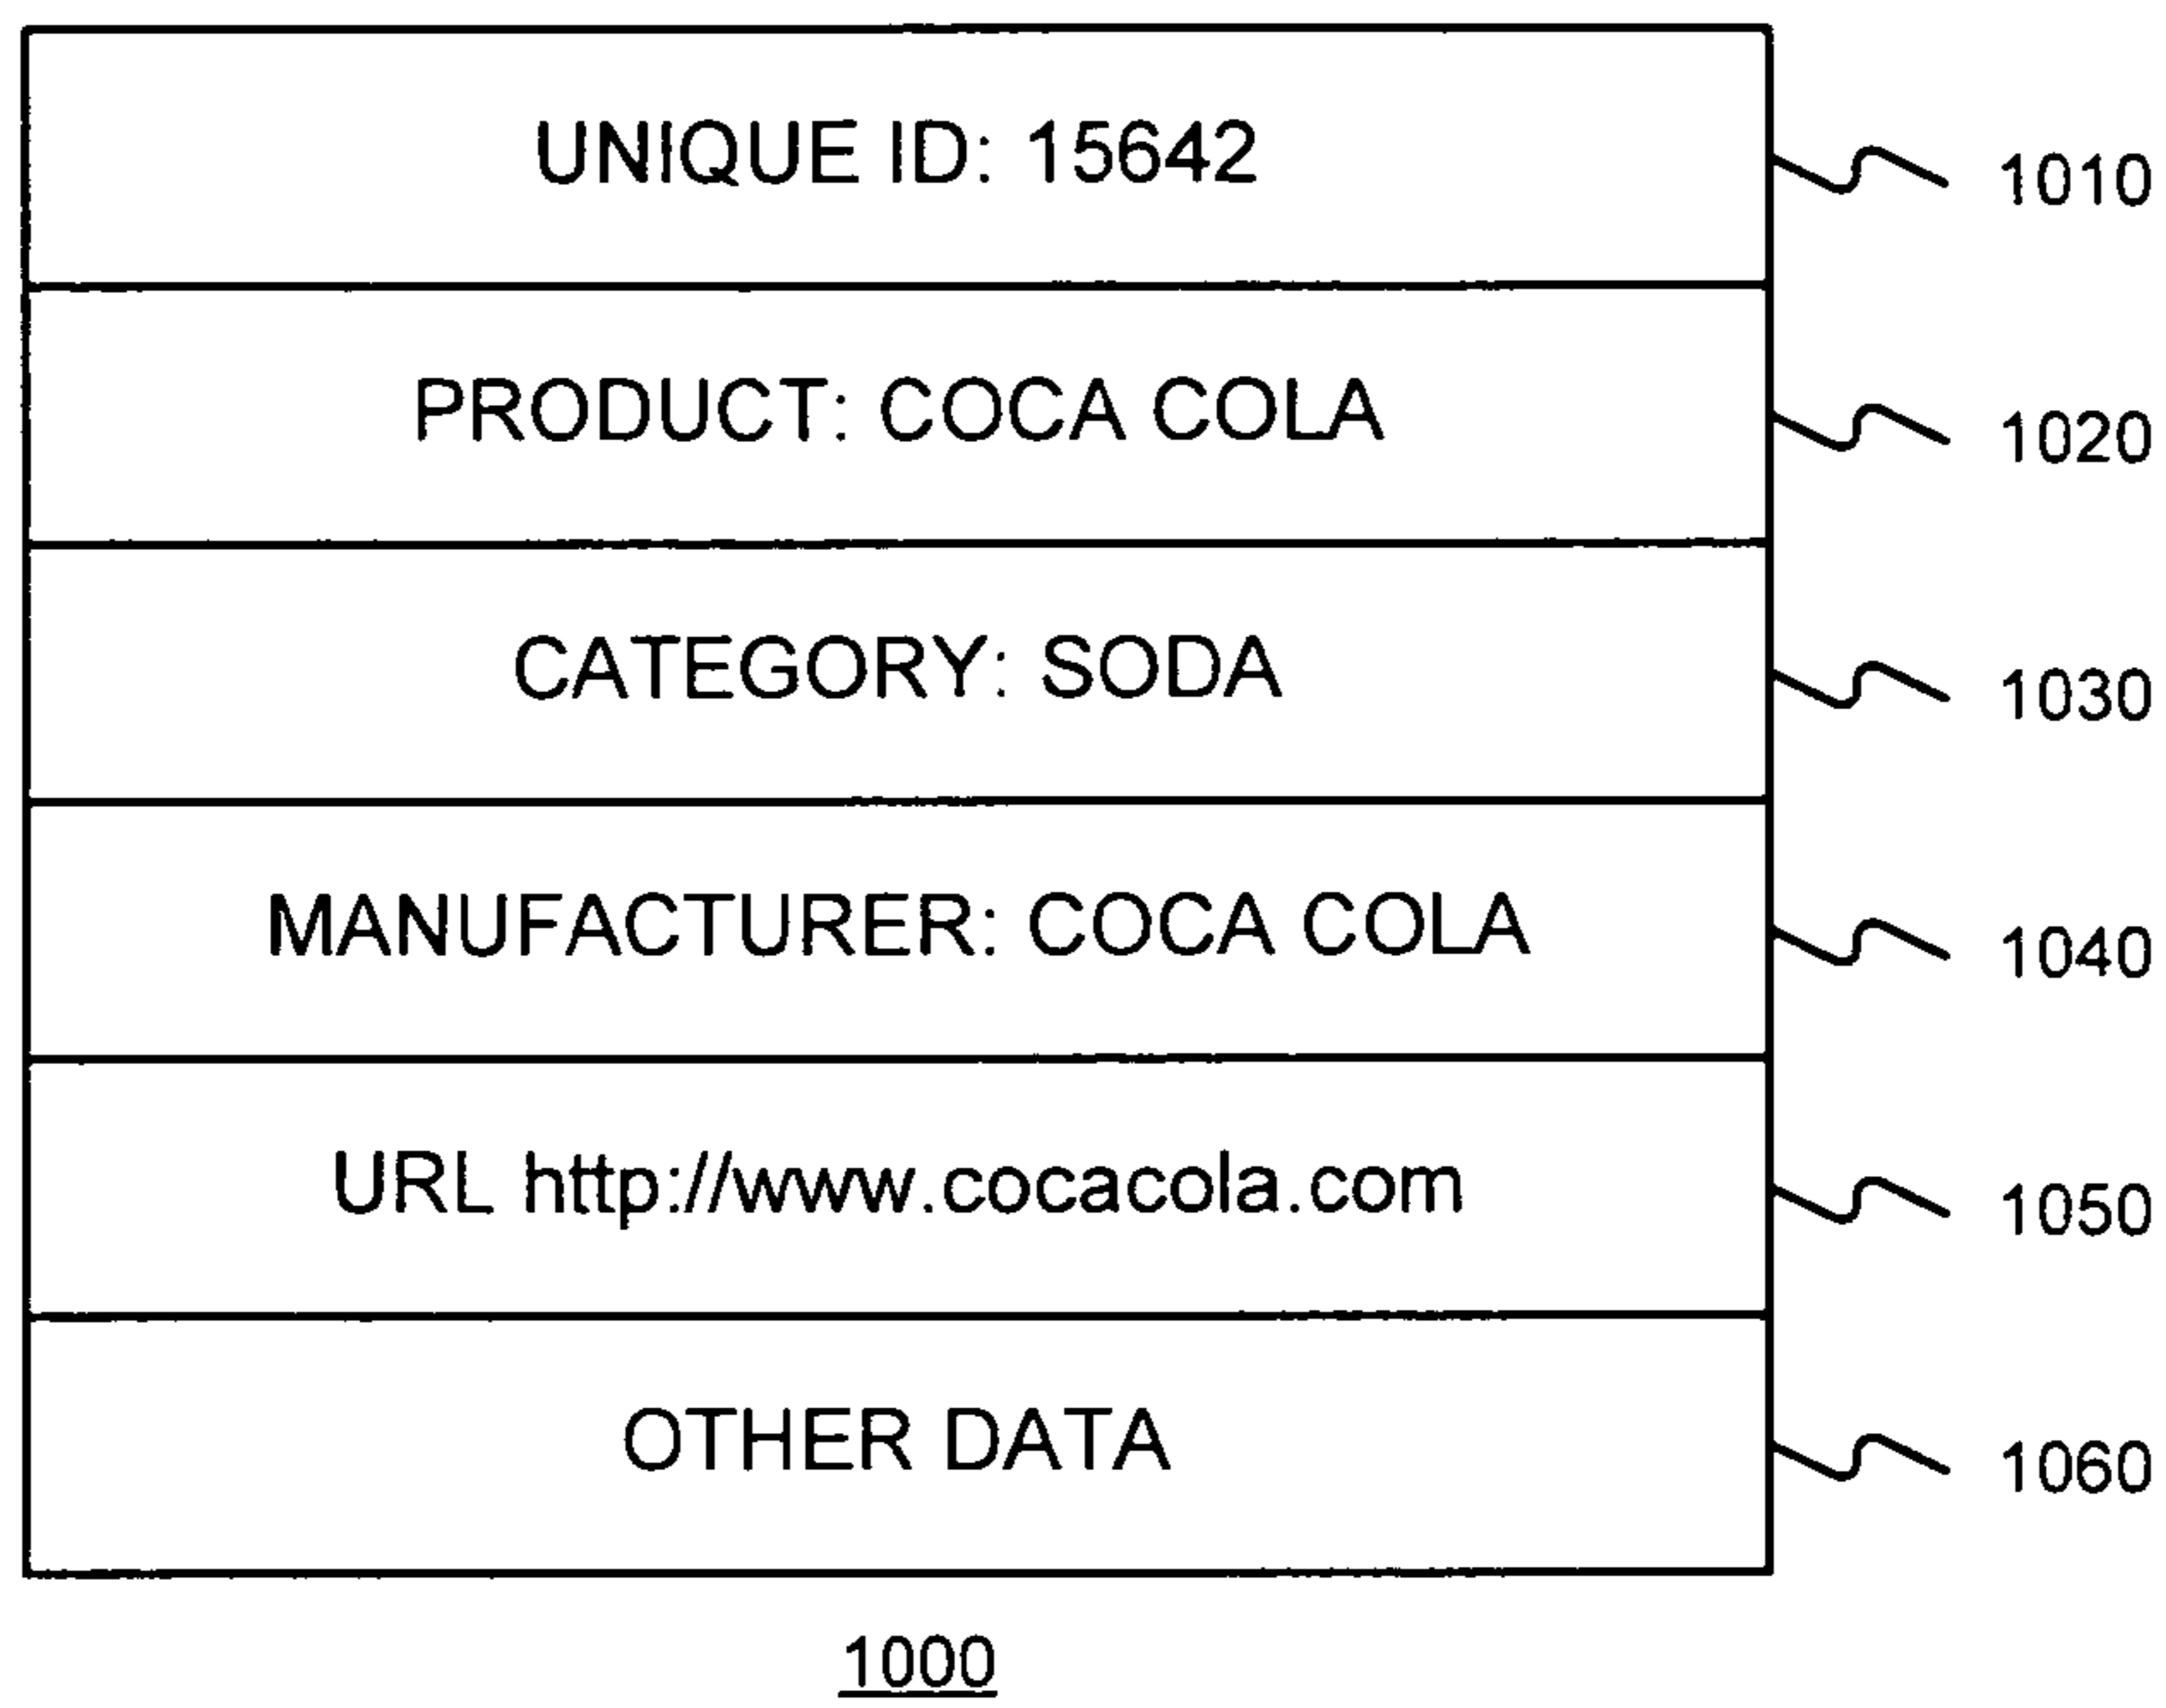 UNIQUE ID: 15642
1010
PRODUCT: COCA COLA
1020
CATEGORY: SODA
1030
MANUFACTURER: COCA COLA
1040
URL http://www.cocacola.com
1050
OTHER DATA
1060
1000